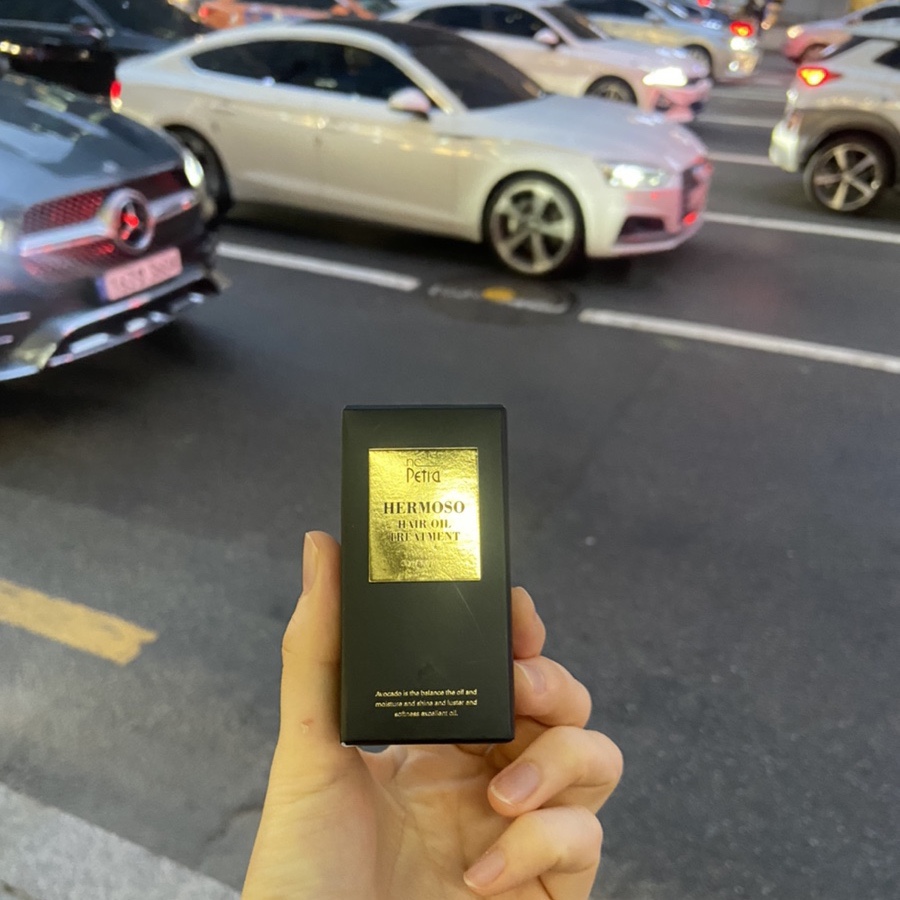 Petra
HERMOSO
HAIR OIL
TREATMENT
Avocado is the balance the oil and
moisture and shine and luster and
softness excellent oil.